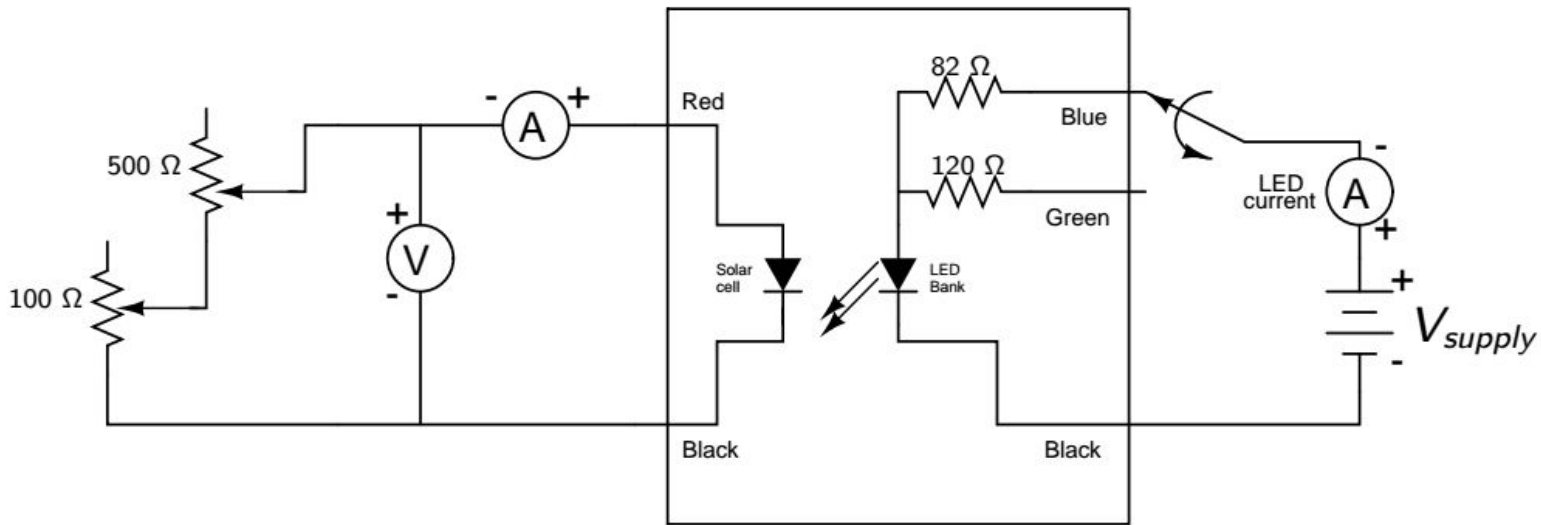 82 Ω
Red
- A +
Blue
500 Ω
120 Ω
-
LED
current
A
+
Green
+
V
-
Solar
cell
LED
Bank
100 Ω
+
V supply
-
Black
Black